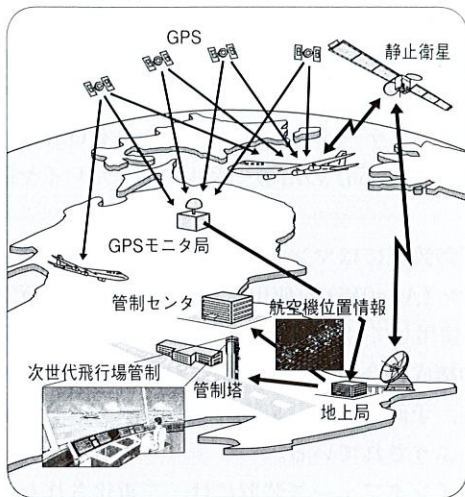 GPS
静止衛星
GPSモニタ局
管制センタ
航空機位置情報
次世代飛行場管制
管制塔
地上局